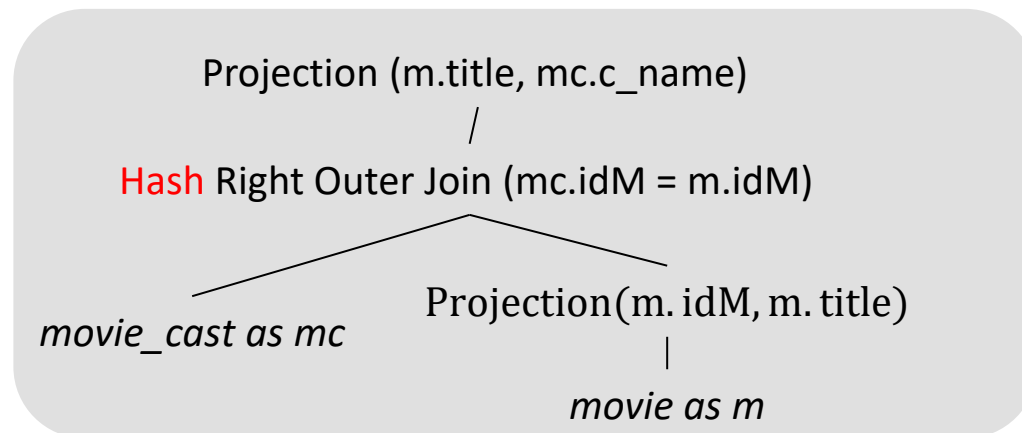 Projection (m.title, mc.c_name)
Hash Right Outer Join (mc.idM = m.idM)
Projection(m. idM, m. title)
movie_cast as mc
movie as m